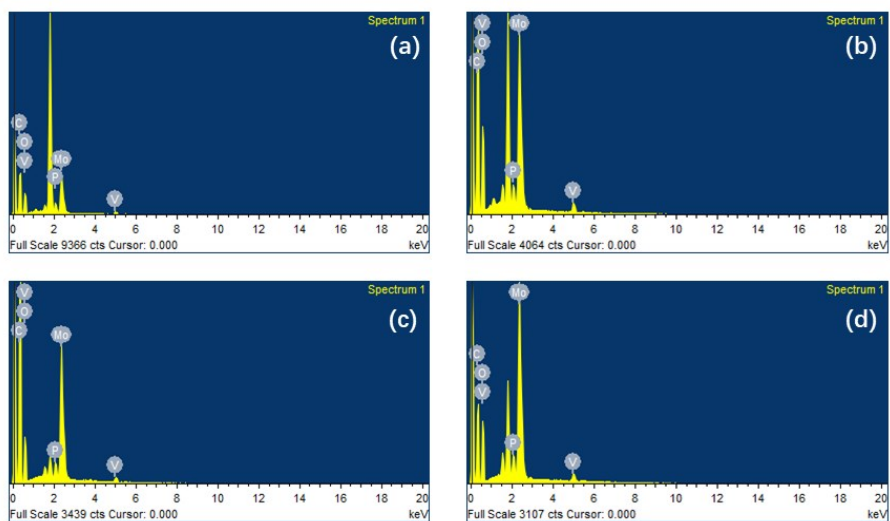 Spectrum 1
(a)
C
O
V
Mo
P
V
0 2 4 6 8 10 12 14 16 18 20
Full Scale 9366 cts Cursor: 0.000 keV
Spectrum 1
(b)
V
O
C
Mo
P
V
0 2 4 6 8 10 12 14 16 18 20
Full Scale 4064 cts Cursor: 0.000 keV
Spectrum 1
(c)
V
O
C
Mo
P
V
0 2 4 6 8 10 12 14 16 18 20
Full Scale 3439 cts Cursor: 0.000 keV
Spectrum 1
(d)
Mo
C
O
V
P
V
0 2 4 6 8 10 12 14 16 18 20
Full Scale 3107 cts Cursor: 0.000 keV